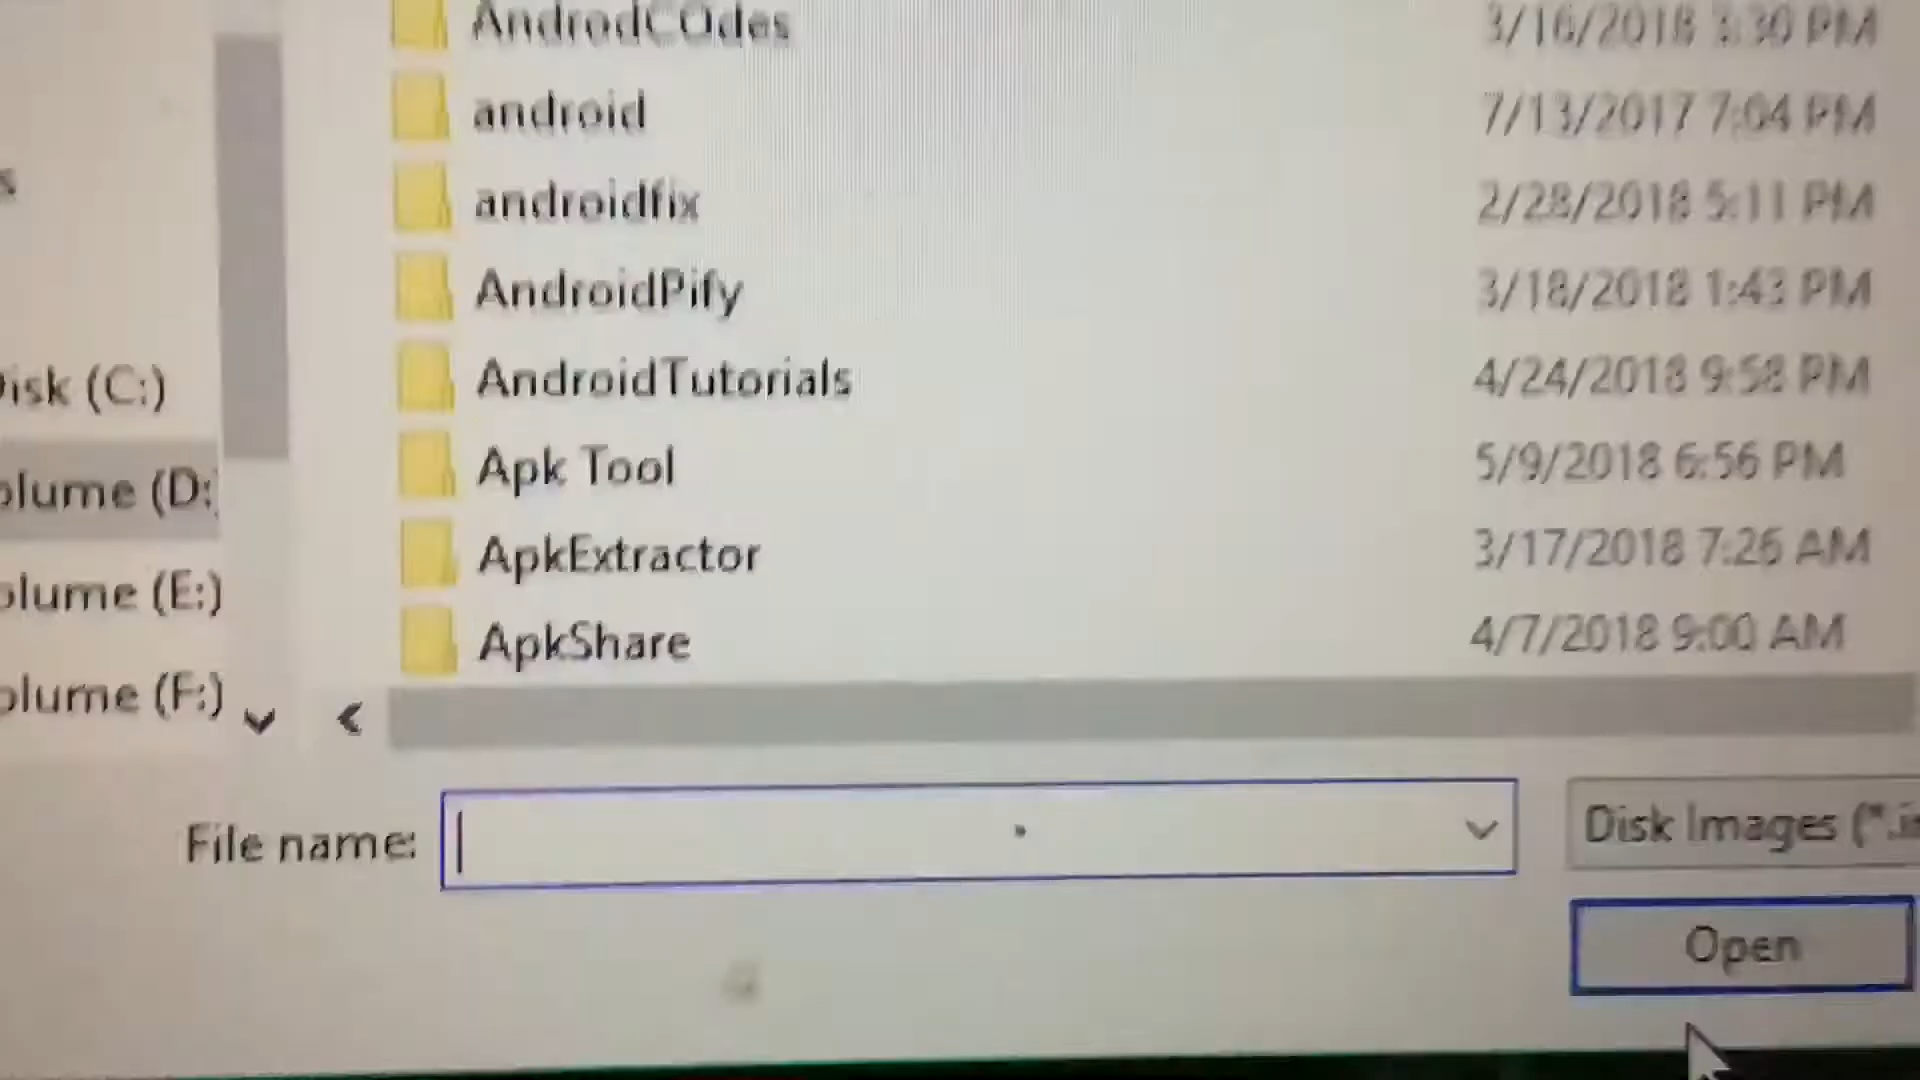 AndrodCOdes 3/16/2018 3:30 PM
android 7/13/2017 7:04 PM
s
androidfix 2/28/2018 5:11 PM
AndroidPify 3/18/2018 1:43 PM
Disk (C:)
AndroidTutorials 4/24/2018 9:58 PM
olume (D:
Apk Tool 5/9/2018 6:56 PM
ApkExtractor 3/17/2018 7:26 AM
olume (E:)
ApkShare 4/7/2018 9:00 AM
olume (F:)
File name:
Disk Images (*.i
Open